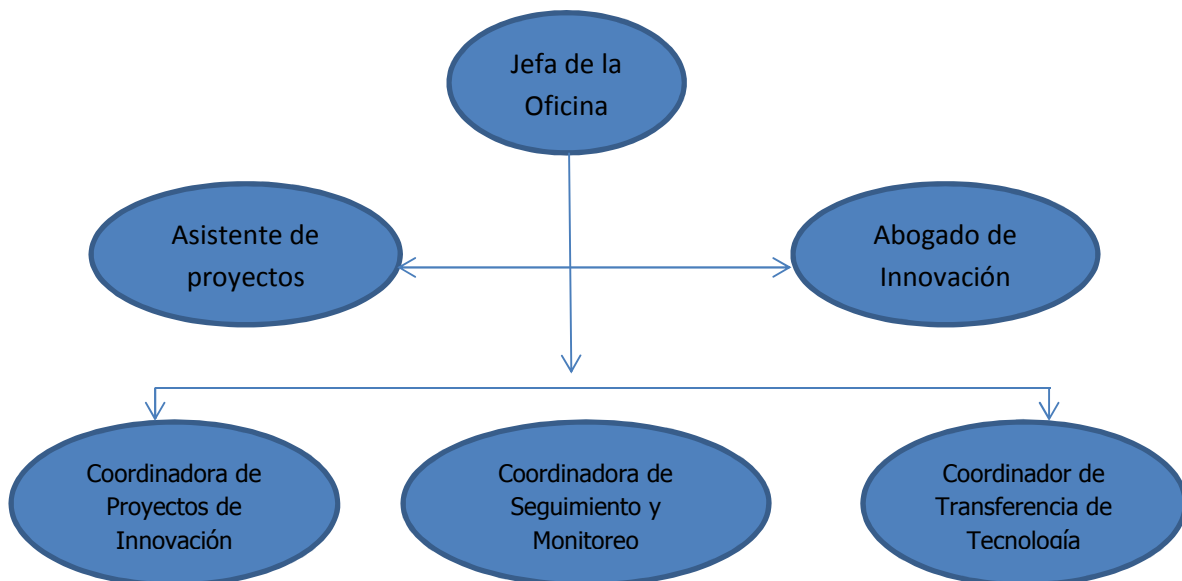 Jefa de la
Oficina
Asistente de
proyectos
Abogado de
Innovación
Coordinadora de
Proyectos de
Innovación
Coordinadora de
Seguimiento y
Monitoreo
Coordinador de
Transferencia de
Tecnología